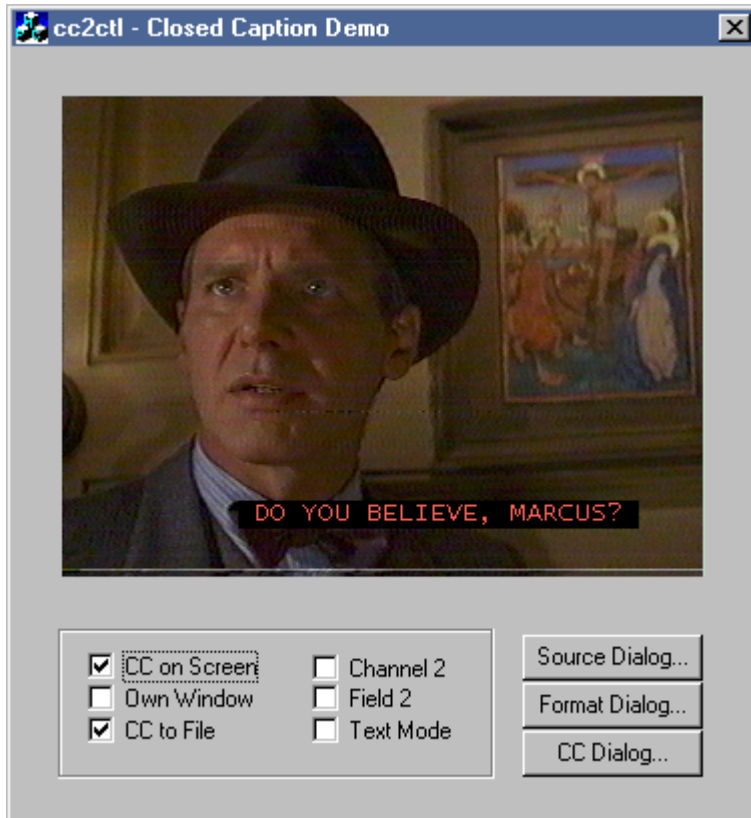 cc2ctl - Closed Caption Demo
DO YOU BELIEVE, MARCUS?
CC on Screen
Own Window
CC to File
Channel 2
Field 2
Text Mode
Source Dialog...
Format Dialog...
CC Dialog...